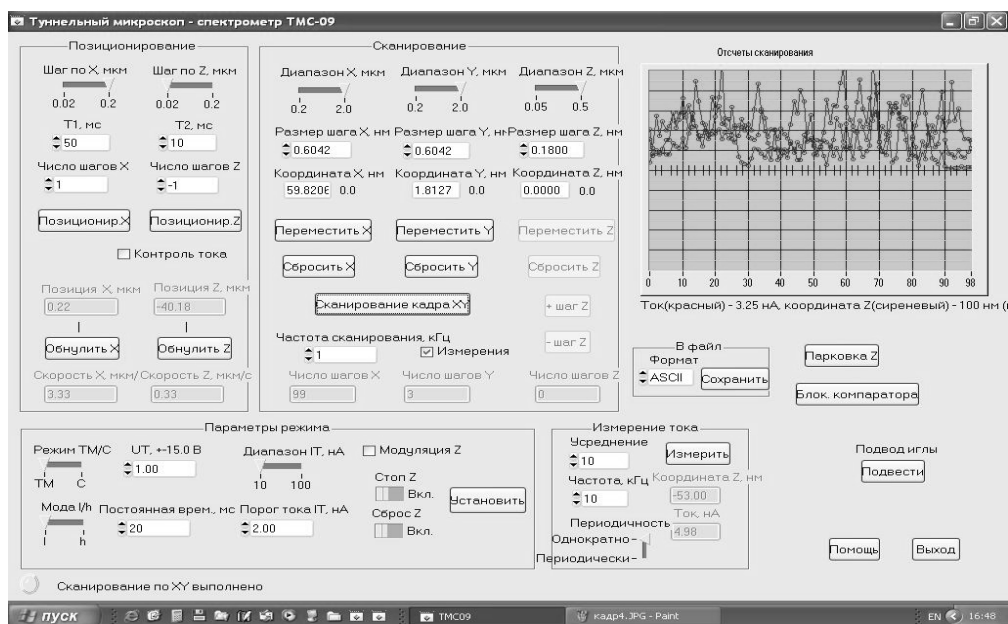 Туннельный микроскоп - спектрометр ТМС-09
Позиционирование
Шаг по X, мкм Шаг по Z, мкм
0.02 0.2 0.02 0.2
T1, мс T2, мс
50 10
Число шагов X Число шагов Z
1 -1
Позиционир.X Позиционир.Z
Контроль тока
Позиция X, мкм Позиция Z, мкм
0.22 -40.18
Обнулить X Обнулить Z
Скорость X, мкм/ Скорость Z, мкм/с
3.33 0.33
Сканирование
Диапазон X, мкм Диапазон Y, мкм Диапазон Z, мкм
0.2 2.0 0.2 2.0 0.05 0.5
Размер шага X, нм Размер шага Y, нм Размер шага Z, нм
0.6042 0.6042 0.1800
Координата X, нм Координата Y, нм Координата Z, нм
59.820 0.0 1.8127 0.0 0.0000 0.0
Переместить X Переместить Y Переместить Z
Сбросить X Сбросить Y Сбросить Z
Сканирование кадра XY + шаг Z
Частота сканирования, кГц - шаг Z
1 Измерения
Число шагов X Число шагов Y Число шагов Z
99 3 0
Отсчеты сканирования
0 10 20 30 40 50 60 70 80 90 98
Ток(красный) - 3.25 нА, координата Z(сиреневый) - 100 нм (
В файл
Формат
ASCII Сохранить
Парковка Z
Блок. компаратора
Параметры режима
Режим ТМ/С UT, +-15.0 В Диапазон IT, нА Модуляция Z
1.00
ТМ С 10 100
Стоп Z
Вкл.
Установить
Мода I/h Постоянная врем., мс Порог тока IT, нА Сброс Z
20 2.00 Вкл.
I h
Измерение тока
Усреднение
10 Измерить
Частота, кГц Координата Z, нм
10 -53.00
Ток, нА
Периодичность 4.98
Однократно
Периодически
Подвод иглы
Подвести
Помощь Выход
Сканирование по XY выполнено
пуск ТМС09 кадр4.JPG - Paint EN 16:48